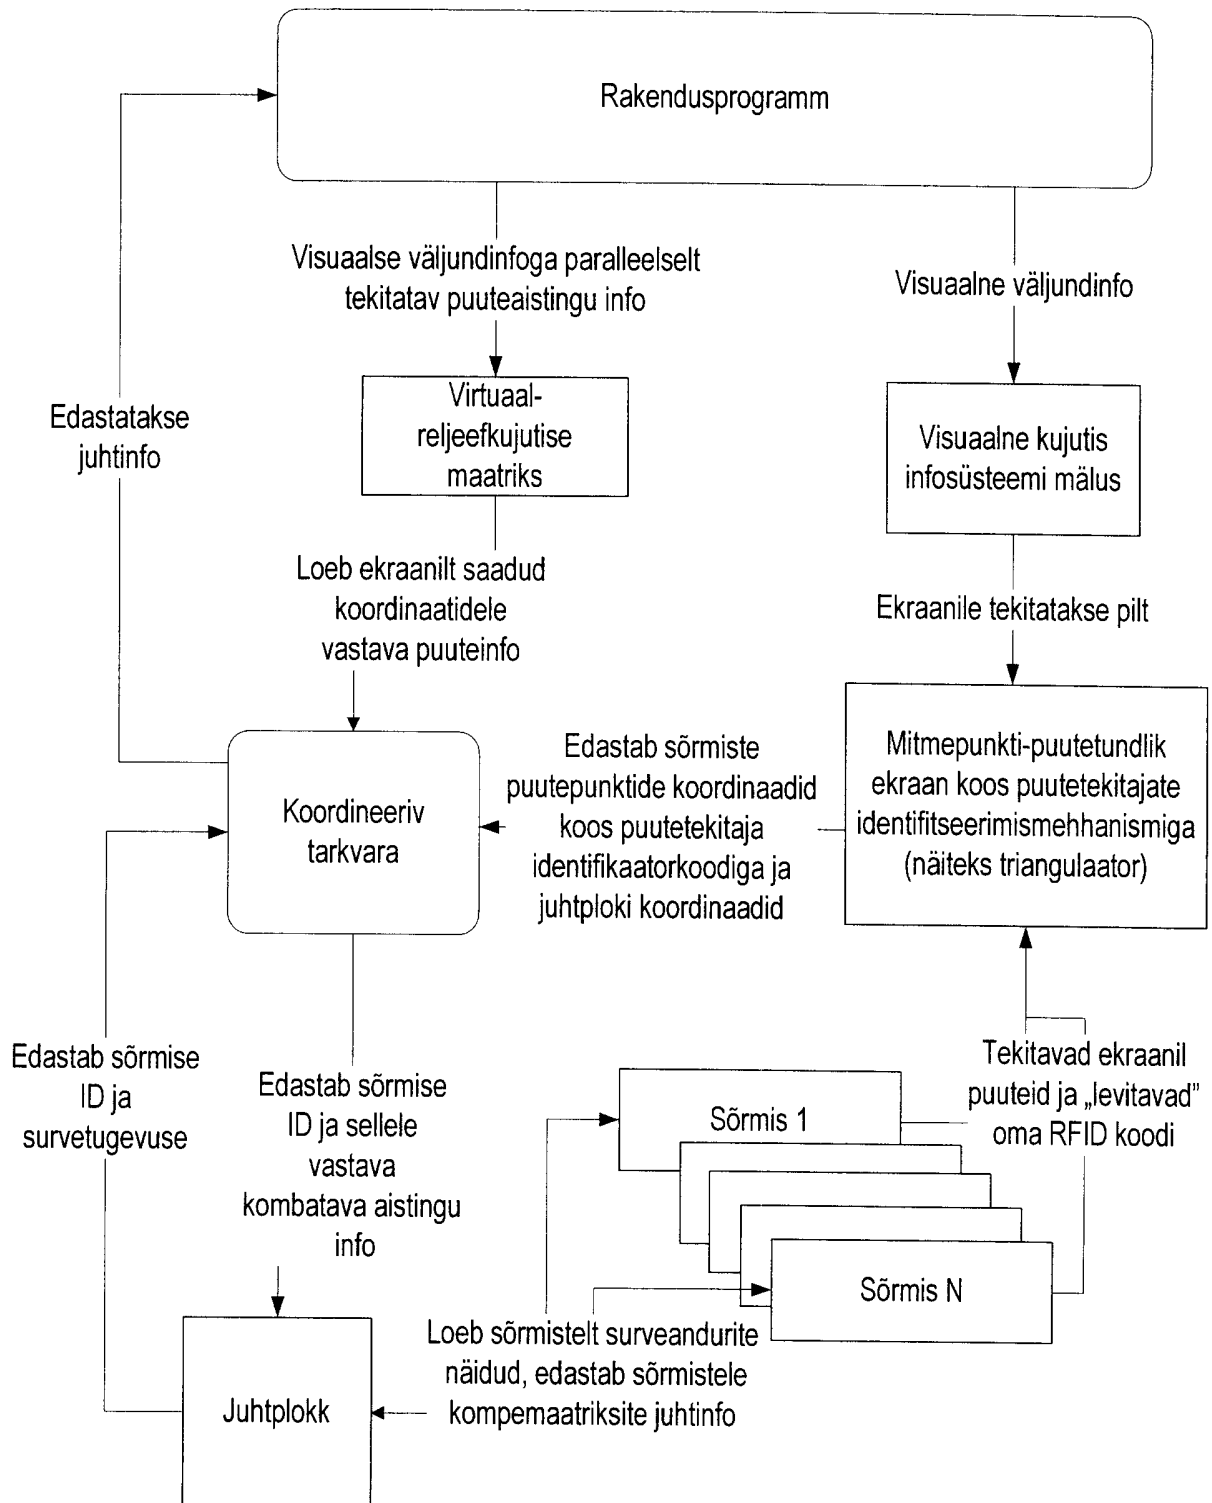 Rakendusprogramm
Visuaalse väljundinfoga paralleelselt
tekitatav puuteaistingu info
Visuaalne väljundinfo
Edastatakse
juhtinfo
Virtuaal-
reljeefkujutise
maatriks
Visuaalne kujutis
infosüsteemi mälus
Loeb ekraanilt saadud
koordinaatidele
vastava puuteinfo
Ekraanile tekitatakse pilt
Koordineeriv
tarkvara
Edastab sõrmiste
puutepunktide koordinaadid
koos puutetekitaja
identifikaatorkoodiga ja
juhtploki koordinaadid
Mitmepunkti-puutetundlik
ekraan koos puutetekitajate
identifitseerimismehhanismiga
(näiteks triangulaator)
Edastab sõrmise
ID ja
survetugevuse
Edastab sõrmise
ID ja sellele
vastava
kombatava aistingu
info
Tekitavad ekraanil
puuteid ja „levitavad”
oma RFID koodi
Sõrmis 1
Sõrmis N
Loeb sõrmistelt surveandurite
näidud, edastab sõrmistele
kompemaatriksite juhtinfo
Juhtplokk